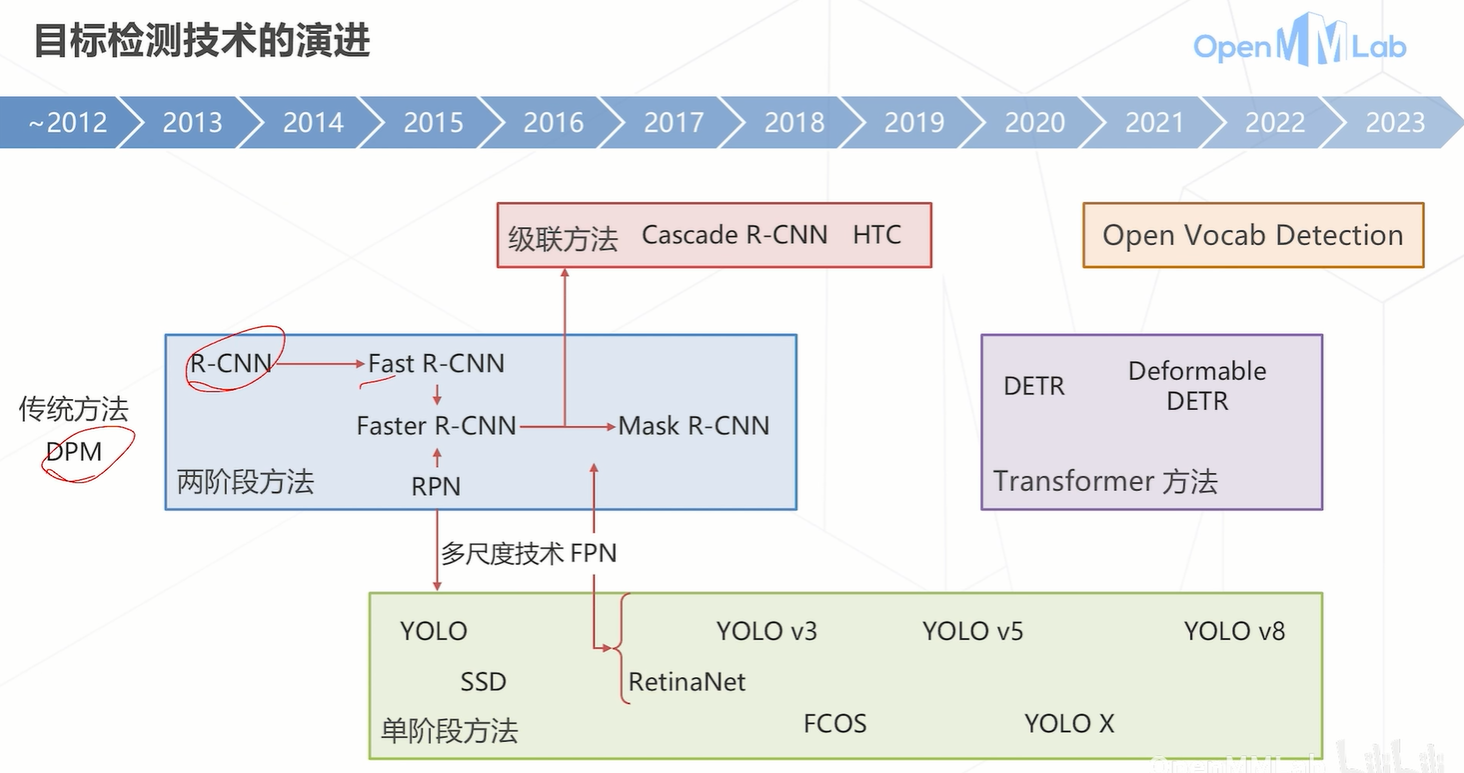 目标检测技术的演进
OpenMMLab
~2012 2013 2014 2015 2016 2017 2018 2019 2020 2021 2022 2023
级联方法 Cascade R-CNN HTC
Open Vocab Detection
R-CNN Fast R-CNN
Faster R-CNN Mask R-CNN
两阶段方法 RPN
传统方法
DPM
DETR Deformable
DETR
Transformer 方法
多尺度技术 FPN
YOLO YOLO v3 YOLO v5 YOLO v8
SSD RetinaNet
单阶段方法 FCOS YOLO X